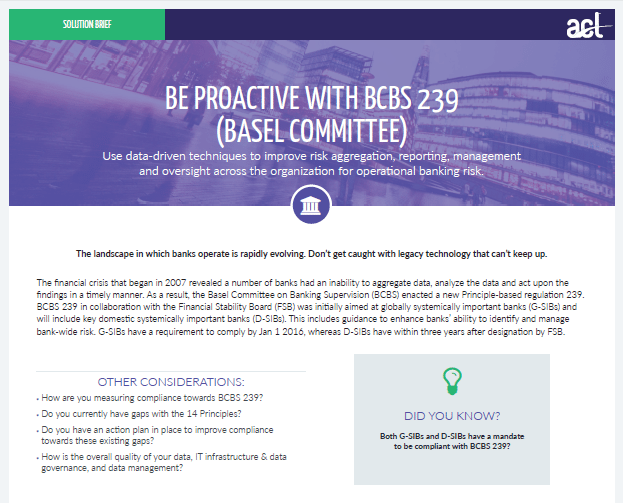 SOLUTION BRIEF
acl
BE PROACTIVE WITH BCBS 239
(BASEL COMMITTEE)
Use data-driven techniques to improve risk aggregation, reporting, management
and oversight across the organization for operational banking risk.
The landscape in which banks operate is rapidly evolving. Don't get caught with legacy technology that can't keep up.
The financial crisis that began in 2007 revealed a number of banks had an inability to aggregate data, analyze the data and act upon the
findings in a timely manner. As a result, the Basel Committee on Banking Supervision (BCBS) enacted a new Principle-based regulation 239.
BCBS 239 in collaboration with the Financial Stability Board (FSB) was initially aimed at globally systemically important banks (G-SIBs) and
will include key domestic systemically important banks (D-SIBs). This includes guidance to enhance banks' ability to identify and manage
bank-wide risk. G-SIBs have a requirement to comply by Jan 1 2016, whereas D-SIBs have within three years after designation by FSB.
OTHER CONSIDERATIONS:
• How are you measuring compliance towards BCBS 239?
• Do you currently have gaps with the 14 Principles?
• Do you have an action plan in place to improve compliance
towards these existing gaps?
• How is the overall quality of your data, IT infrastructure & data
governance, and data management?
DID YOU KNOW?
Both G-SIBs and D-SIBs have a mandate
to be compliant with BCBS 239?